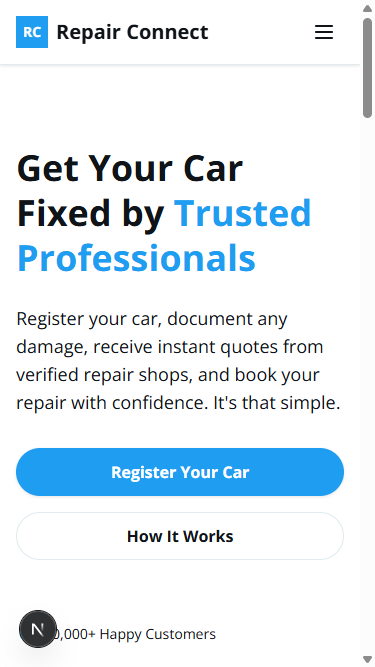 RC Repair Connect
Get Your Car
Fixed by Trusted
Professionals
Register your car, document any
damage, receive instant quotes from
verified repair shops, and book your
repair with confidence. It's that simple.
Register Your Car
How It Works
N
0,000+ Happy Customers